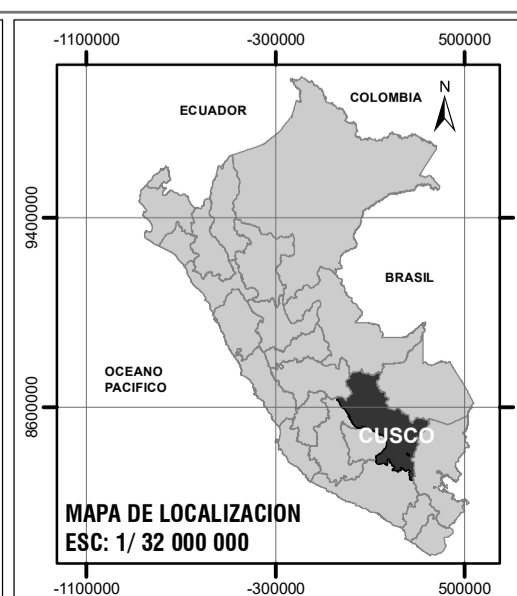 -1100000 -300000 500000
COLOMBIA
N
ECUADOR
9400000
BRASIL
OCEANO
PACIFICO
8600000
CUSCO
MAPA DE LOCALIZACION
ESC: 1/ 32 000 000
-1100000 -300000 500000